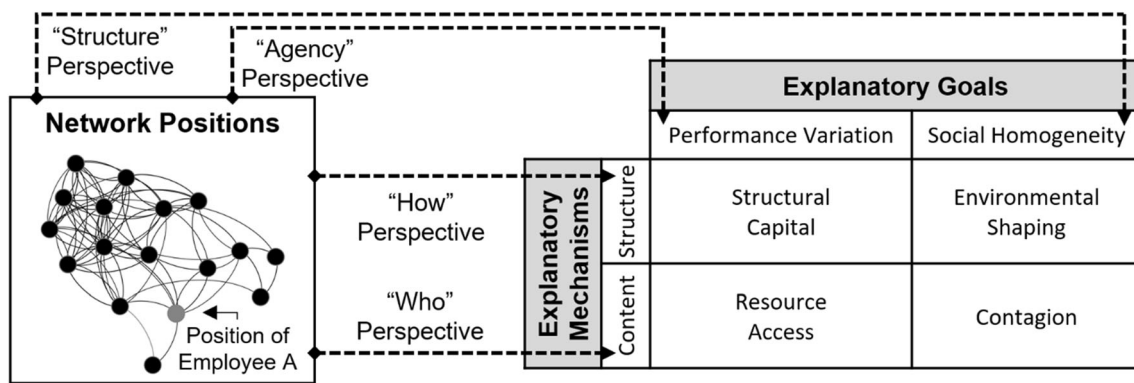 “Structure”
Perspective
“Agency”
Perspective
Network Positions
Position of
Employee A
“How”
Perspective
“Who”
Perspective
Explanatory Goals
Performance Variation
Social Homogeneity
Explanatory
Mechanisms
Structure
Structural
Capital
Environmental
Shaping
Content
Resource
Access
Contagion